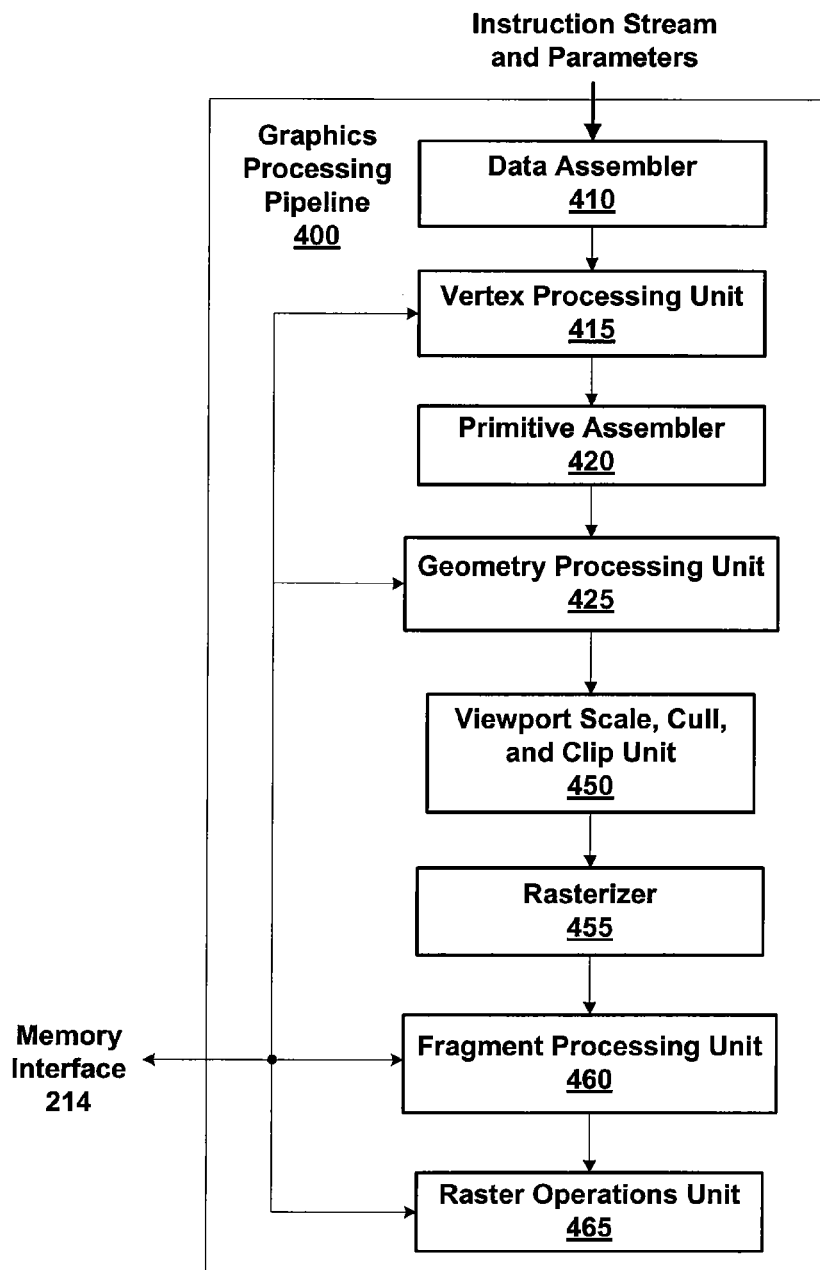 Instruction Stream
and Parameters
Graphics
Processing
Pipeline
400
Data Assembler
410
Vertex Processing Unit
415
Primitive Assembler
420
Geometry Processing Unit
425
Viewport Scale, Cull,
and Clip Unit
450
Rasterizer
455
Memory
Interface
214
Fragment Processing Unit
460
Raster Operations Unit
465